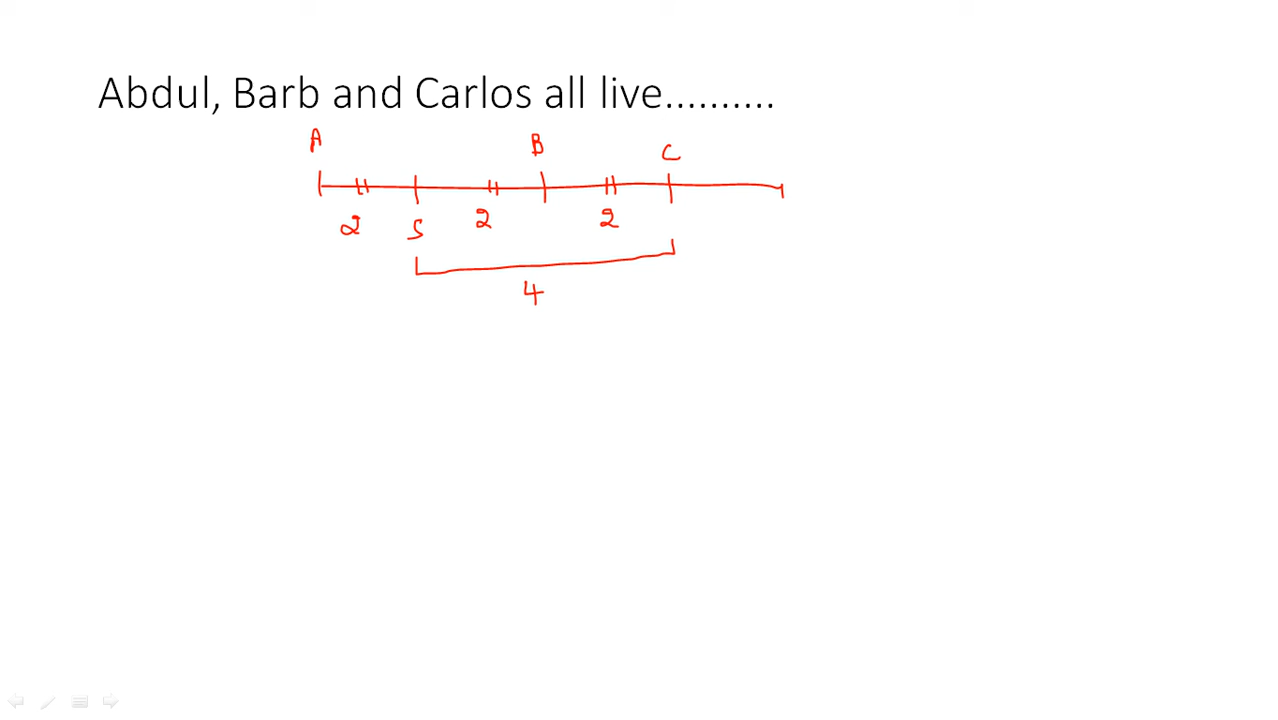 Abdul, Barb and Carlos all live..........
A B C
2 S 2 2
4